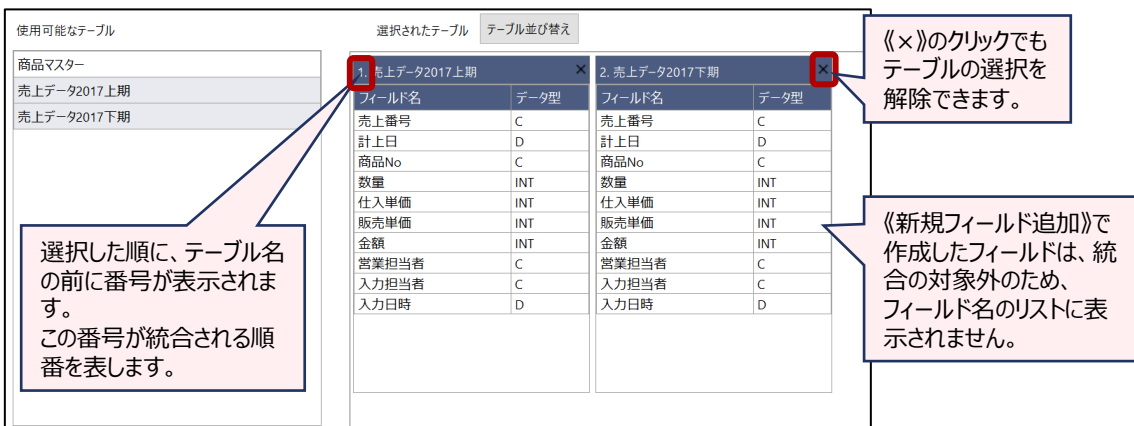 使用可能なテーブル
選択されたテーブル テーブル並び替え
商品マスター
売上データ2017上期
売上データ2017下期
1. 売上データ2017上期 ×
フィールド名 データ型
売上番号 C
計上日 D
商品No C
数量 INT
仕入単価 INT
販売単価 INT
金額 INT
営業担当者 C
入力担当者 C
入力日時 D
2. 売上データ2017下期 ×
フィールド名 データ型
売上番号 C
計上日 D
商品No C
数量 INT
仕入単価 INT
販売単価 INT
金額 INT
営業担当者 C
入力担当者 C
入力日時 D
《×》のクリックでも
テーブルの選択を
解除できます。
選択した順に、テーブル名
の前に番号が表示されま
す。
この番号が統合される順
番を表します。
《新規フィールド追加》で
作成したフィールドは、統
合の対象外のため、
フィールド名のリストに表
示されません。